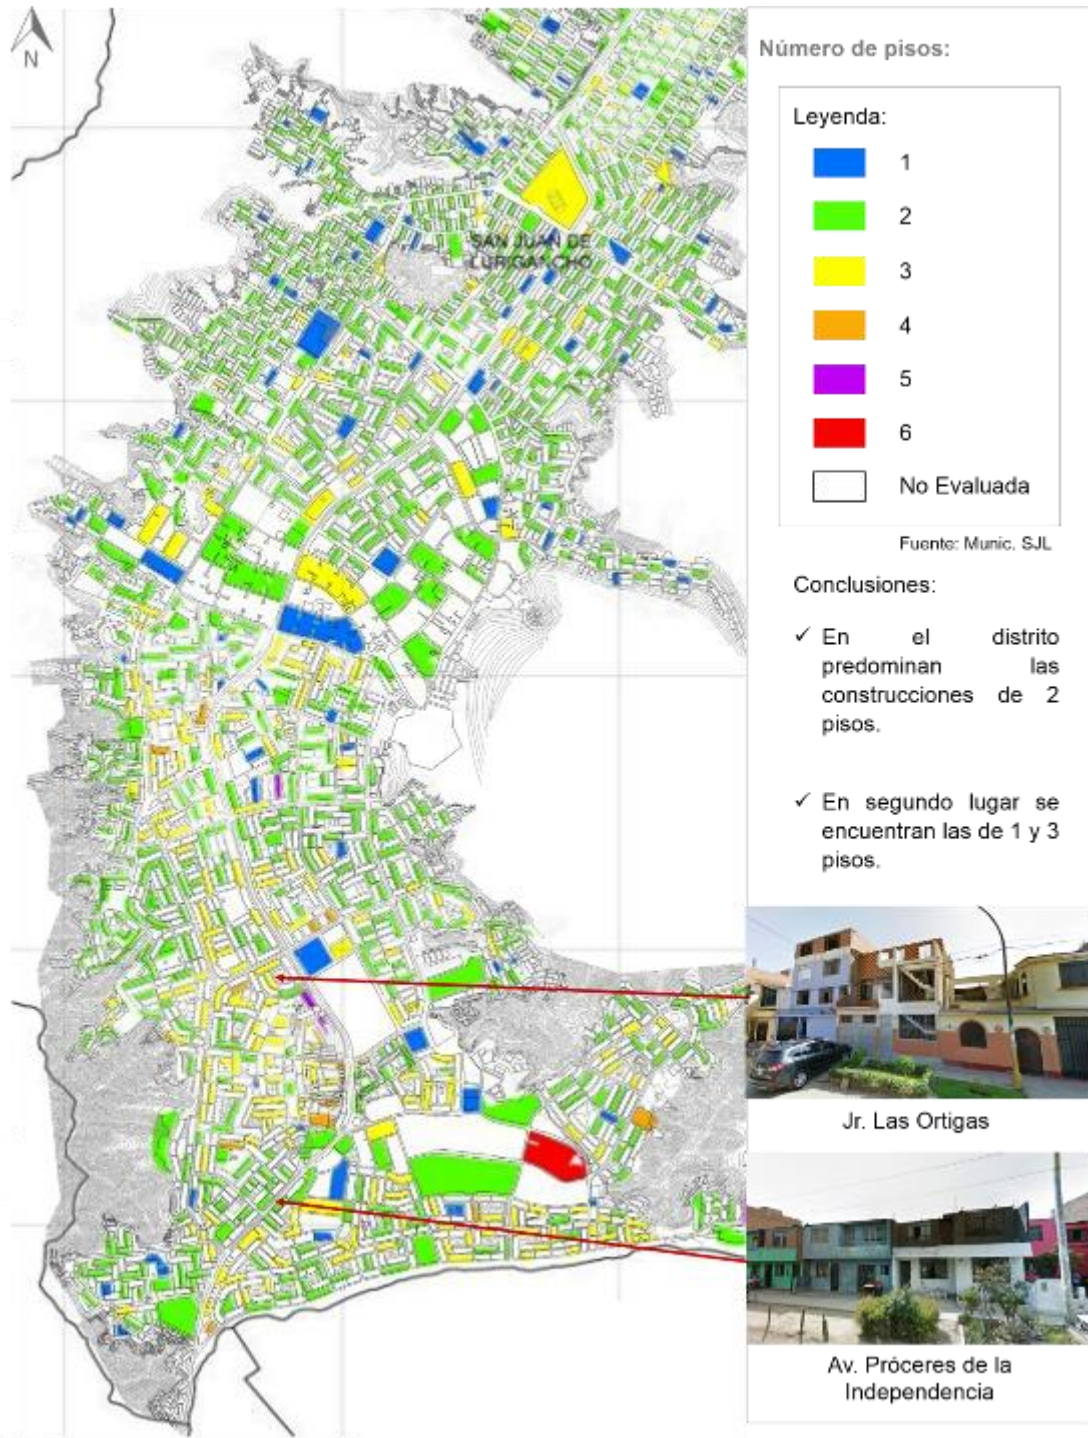 N
Número de pisos:
Leyenda:
1
2
3
4
5
6
No Evaluada
Fuente: Munic. SJL
SAN JUAN DE
LURIGANCHO
Conclusiones:
✓ En el distrito
predominan las
construcciones de 2
pisos.
✓ En segundo lugar se
encuentran las de 1 y 3
pisos.
Jr. Las Ortigas
Av. Próceres de la
Independencia